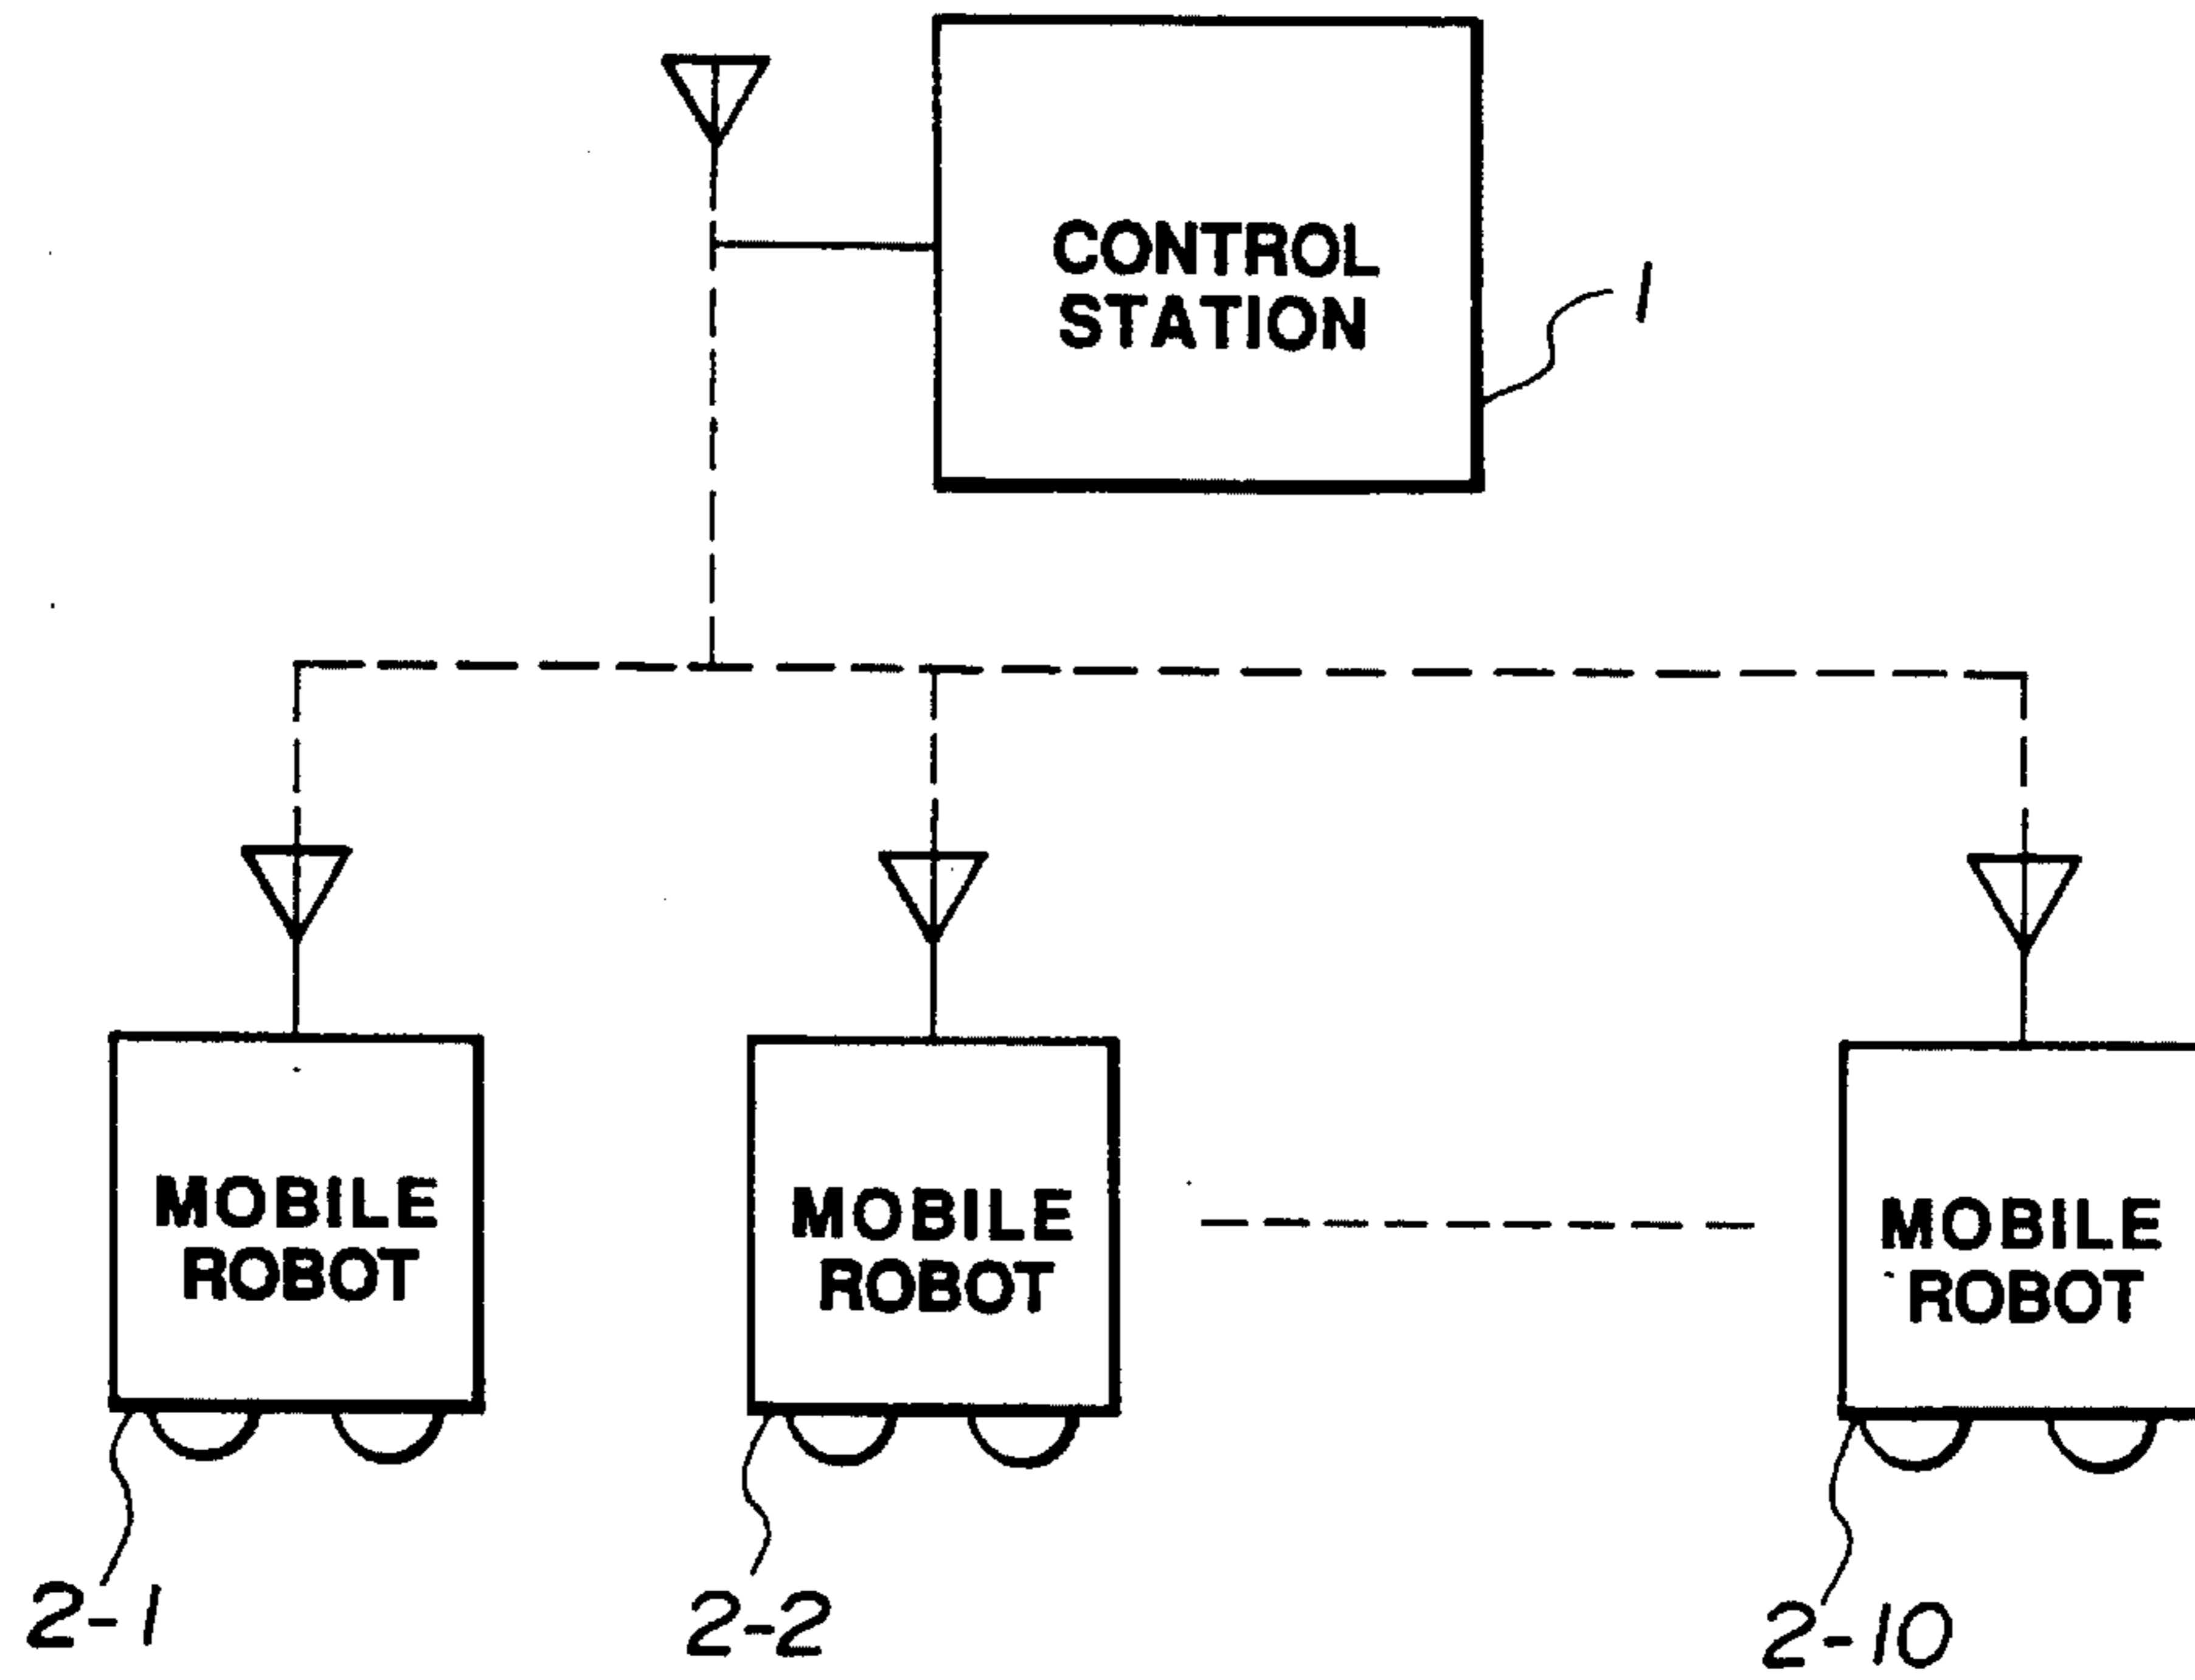 CONTROL
STATION
1
MOBILE
ROBOT
MOBILE
ROBOT
MOBILE
ROBOT
2-1
2-2
2-10